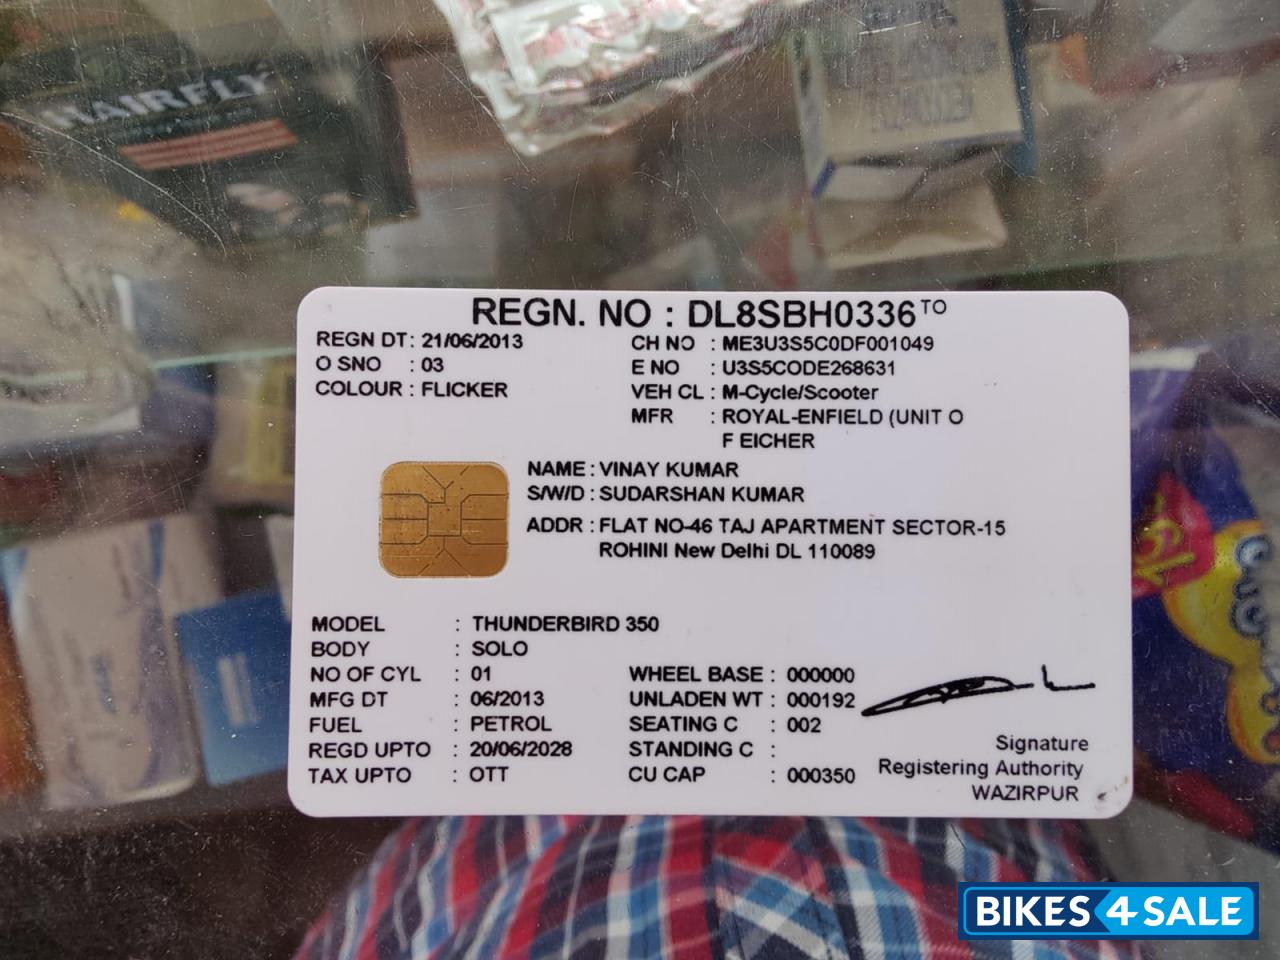 HAIRFLY
REGN. NO : DL8SBH0336 TO
REGN DT : 21/06/2013
O SNO : 03
COLOUR : FLICKER
CH NO : ME3U3S5C0DF001049
E NO : U3S5CODE268631
VEH CL : M-Cycle/Scooter
MFR : ROYAL-ENFIELD (UNIT O
F EICHER
NAME : VINAY KUMAR
S/W/D : SUDARSHAN KUMAR
ADDR : FLAT NO-46 TAJ APARTMENT SECTOR-15
ROHINI New Delhi DL 110089
MODEL : THUNDERBIRD 350
BODY : SOLO
NO OF CYL : 01
MFG DT : 06/2013
FUEL : PETROL
REGD UPTO : 20/06/2028
TAX UPTO : OTT
WHEEL BASE : 000000
UNLADEN WT : 000192
SEATING C : 002
STANDING C :
CU CAP : 000350
Signature
Registering Authority
WAZIRPUR
BIKES4SALE